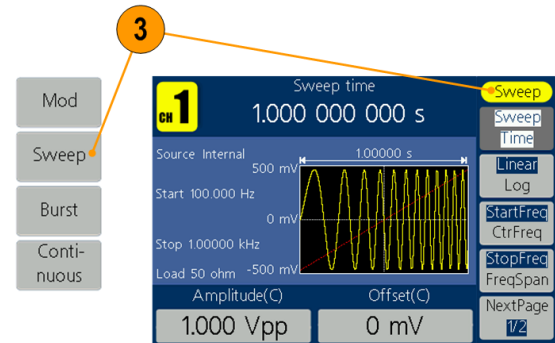 3
Mod
Sweep
Burst
Conti-
nuous
CH 1
Sweep time
1.000 000 000 s
Source Internal
Start 100.000 Hz
Stop 1.00000 kHz
Load 50 ohm
1.00000 s
500 mV
0 mV
-500 mV
Amplitude(C)
1.000 Vpp
Offset(C)
0 mV
Sweep
Sweep
Time
Linear
Log
StartFreq
CtrFreq
StopFreq
FreqSpan
NextPage
1/2